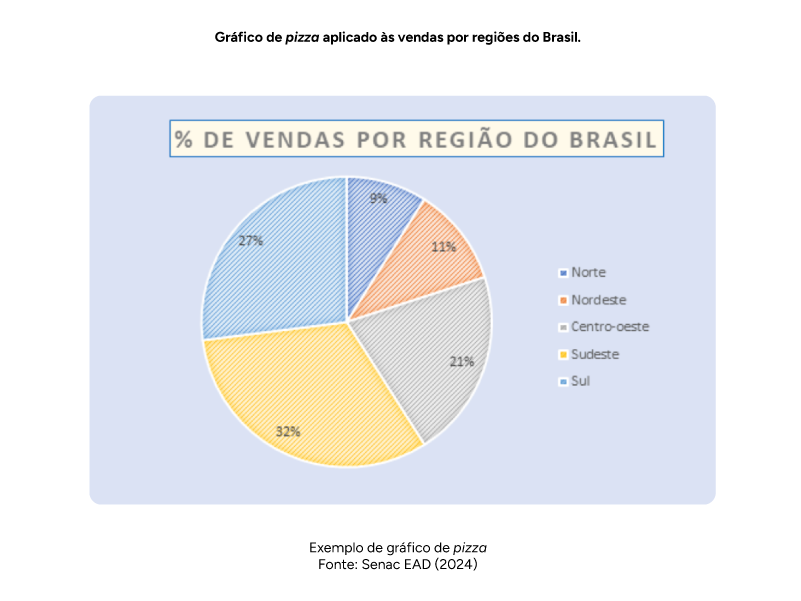 Gráfico de pizza aplicado às vendas por regiões do Brasil.
% DE VENDAS POR REGIÃO DO BRASIL
9%
11%
27%
21%
32%
Norte
Nordeste
Centro-oeste
Sudeste
Sul
Exemplo de gráfico de pizza
Fonte: Senac EAD (2024)